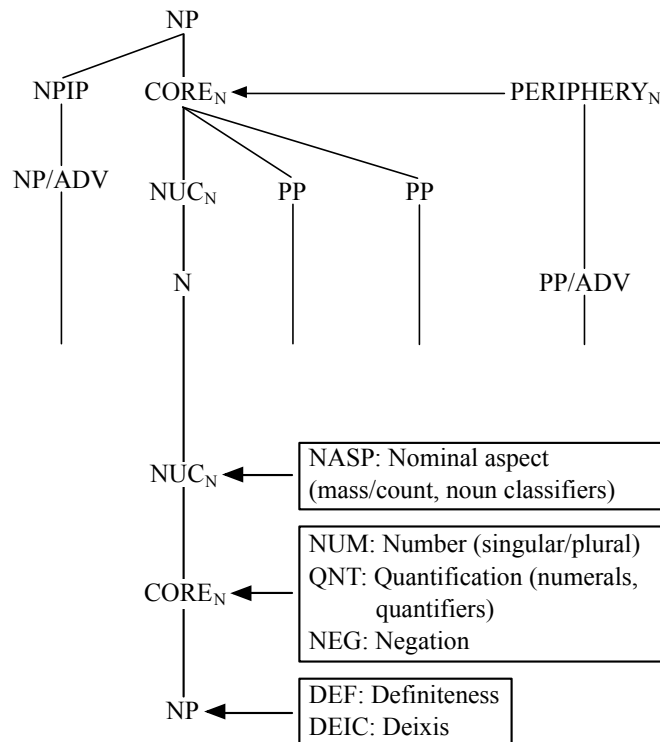 NP
NPIP CORE_N PERIPHERY_N
NP/ADV NUC_N PP PP
N PP/ADV
NUC_N NASP: Nominal aspect
(mass/count, noun classifiers)
NUM: Number (singular/plural)
CORE_N QNT: Quantification (numerals,
quantifiers)
NEG: Negation
NP DEF: Definiteness
DEIC: Deixis